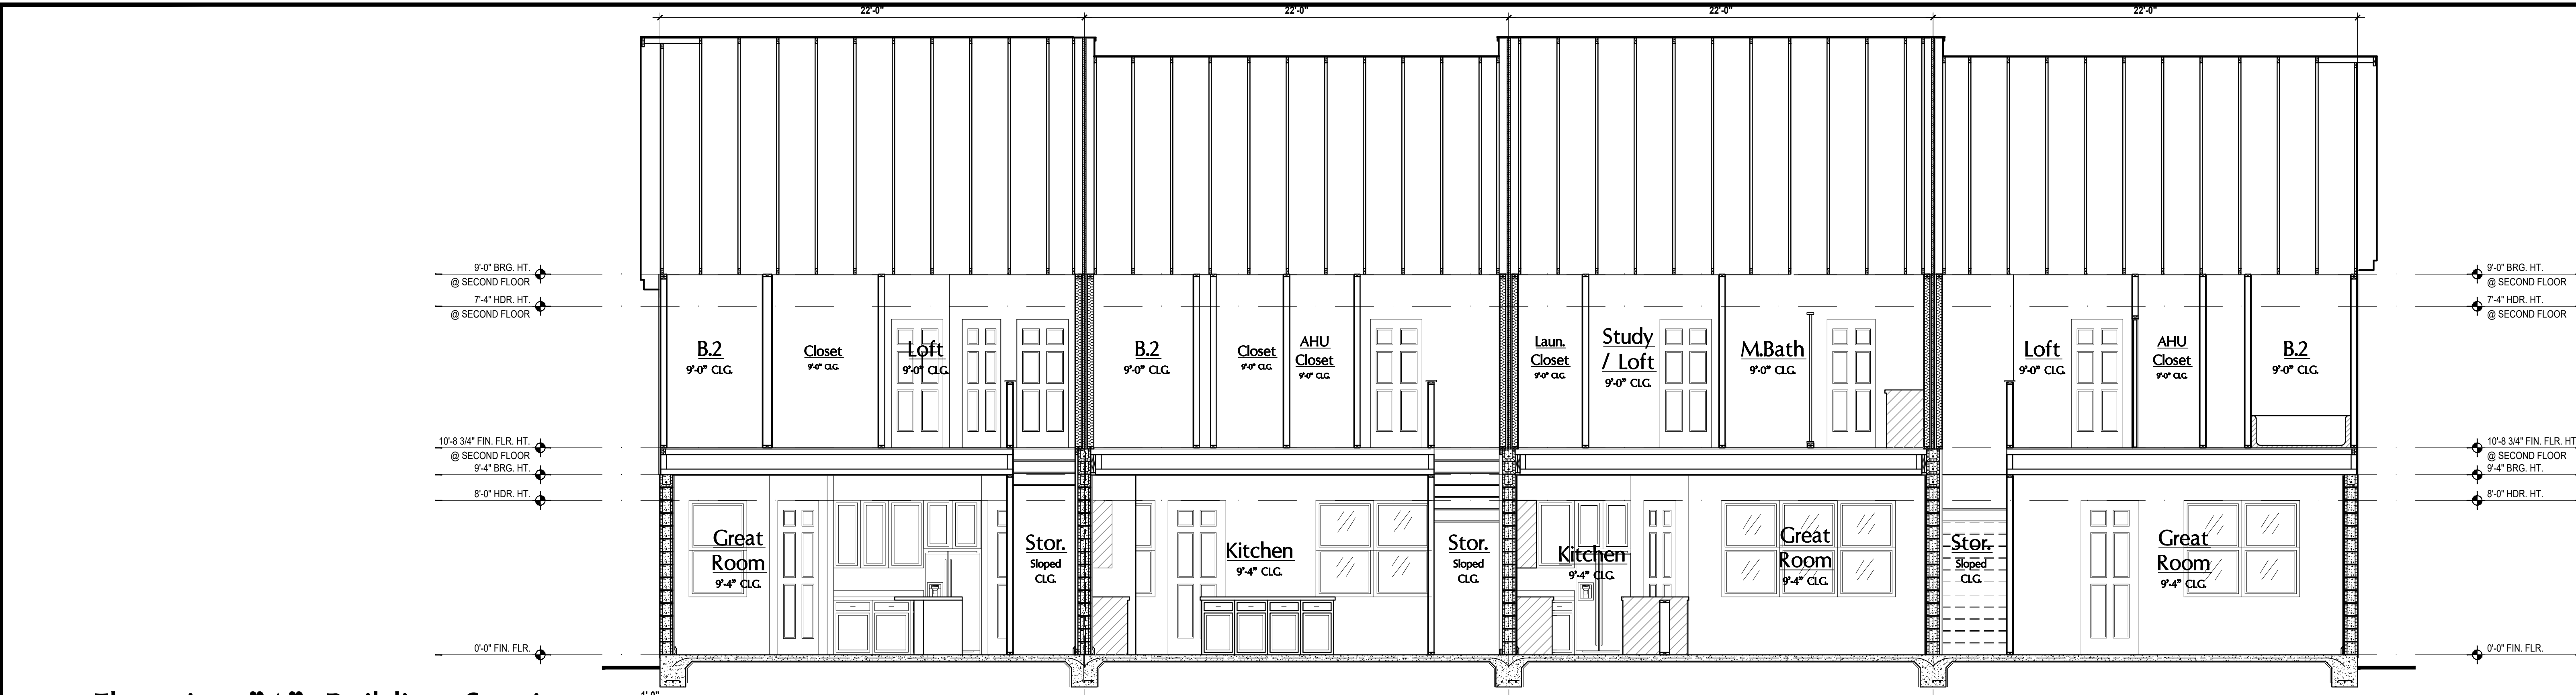 22'-0" 22'-0" 22'-0" 22'-0"
9'-0" BRG. HT.
@ SECOND FLOOR
7'-4" HDR. HT.
@ SECOND FLOOR
10'-8 3/4" FIN. FLR. HT.
@ SECOND FLOOR
9'-4" BRG. HT.
8'-0" HDR. HT.
0'-0" FIN. FLR.
B.2
9'-0" CLG.
Closet
9'-0" CLG.
Loft
9'-0" CLG.
B.2
9'-0" CLG.
Closet
9'-0" CLG.
AHU
Closet
9'-0" CLG.
Laun.
Closet
9'-0" CLG.
Study
/ Loft
9'-0" CLG.
M.Bath
9'-0" CLG.
Loft
9'-0" CLG.
AHU
Closet
9'-0" CLG.
B.2
9'-0" CLG.
Great
Room
9'-4" CLG.
Stor.
Sloped
CLG.
Kitchen
9'-4" CLG.
Stor.
Sloped
CLG.
Kitchen
9'-4" CLG.
Great
Room
9'-4" CLG.
Stor.
Sloped
CLG.
Great
Room
9'-4" CLG.
9'-0" BRG. HT.
@ SECOND FLOOR
7'-4" HDR. HT.
@ SECOND FLOOR
10'-8 3/4" FIN. FLR. HT
@ SECOND FLOOR
9'-4" BRG. HT.
8'-0" HDR. HT.
0'-0" FIN. FLR.
1'-0"